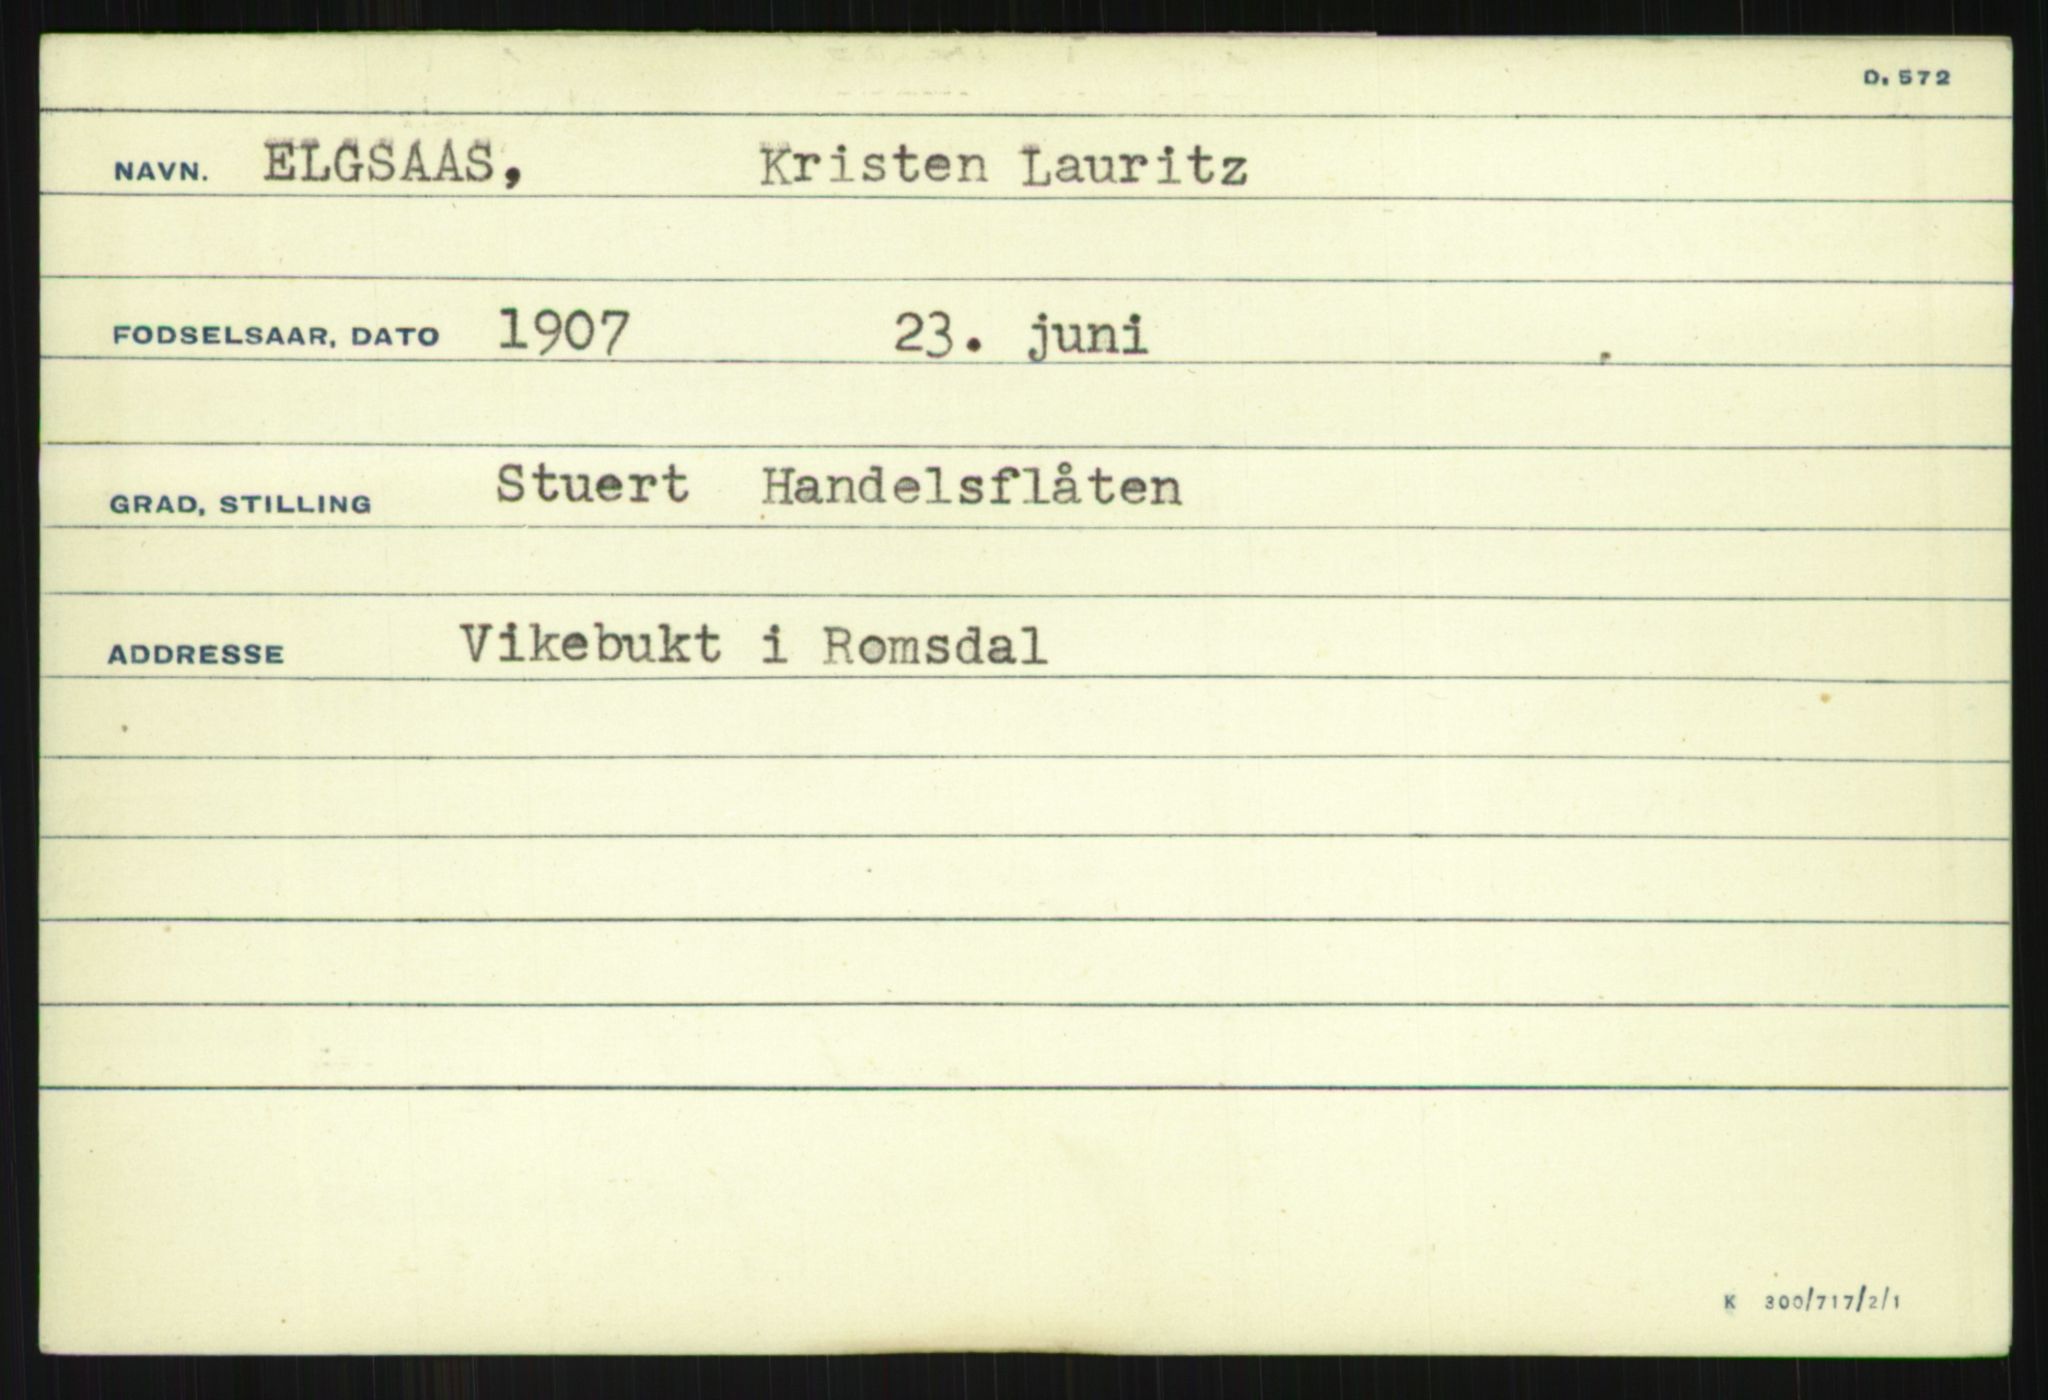 D. 572
NAVN. ELGSAAS, Kristen Lauritz
FODSELSAAR, DATO 1907 23. juni
GRAD, STILLING Stuert Handelsflåten
ADDRESSE Vikebukt i Romsdal
K 300/717/2/1